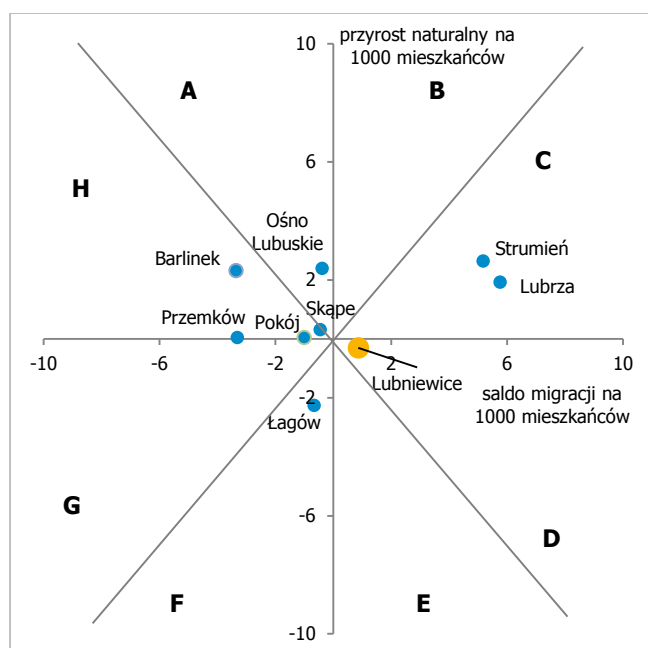 10
przyrost naturalny na
1000 mieszkańców
A
B
6
C
H
Ośno
Lubuskie
Barlinek
Strumień
2
Lubrza
Skąpe
Przemków
Pokój
-10
-6
-2
2
6
10
Lubniewice
saldo migracji na
1000 mieszkańców
-2
Łagów
G
-6
D
F
E
-10